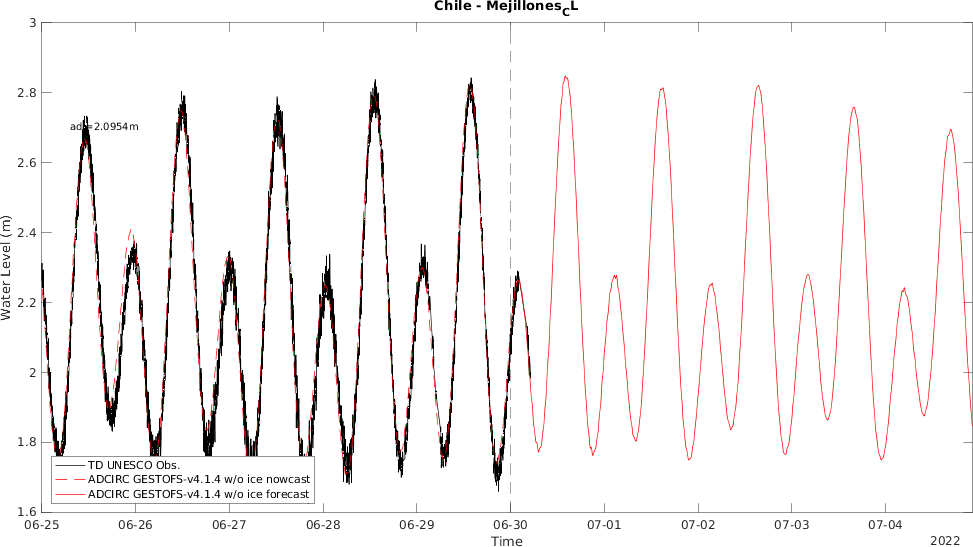 Chile - Mejillones_CL
3
2.8
2.6
2.4
2.2
2
1.8
1.6
Water Level (m)
adj=2.0954m
TD UNESCO Obs.
ADCIRC GESTOFS-v4.1.4 w/o ice nowcast
ADCIRC GESTOFS-v4.1.4 w/o ice forecast
06-25 06-26 06-27 06-28 06-29 06-30 07-01 07-02 07-03 07-04
Time
2022